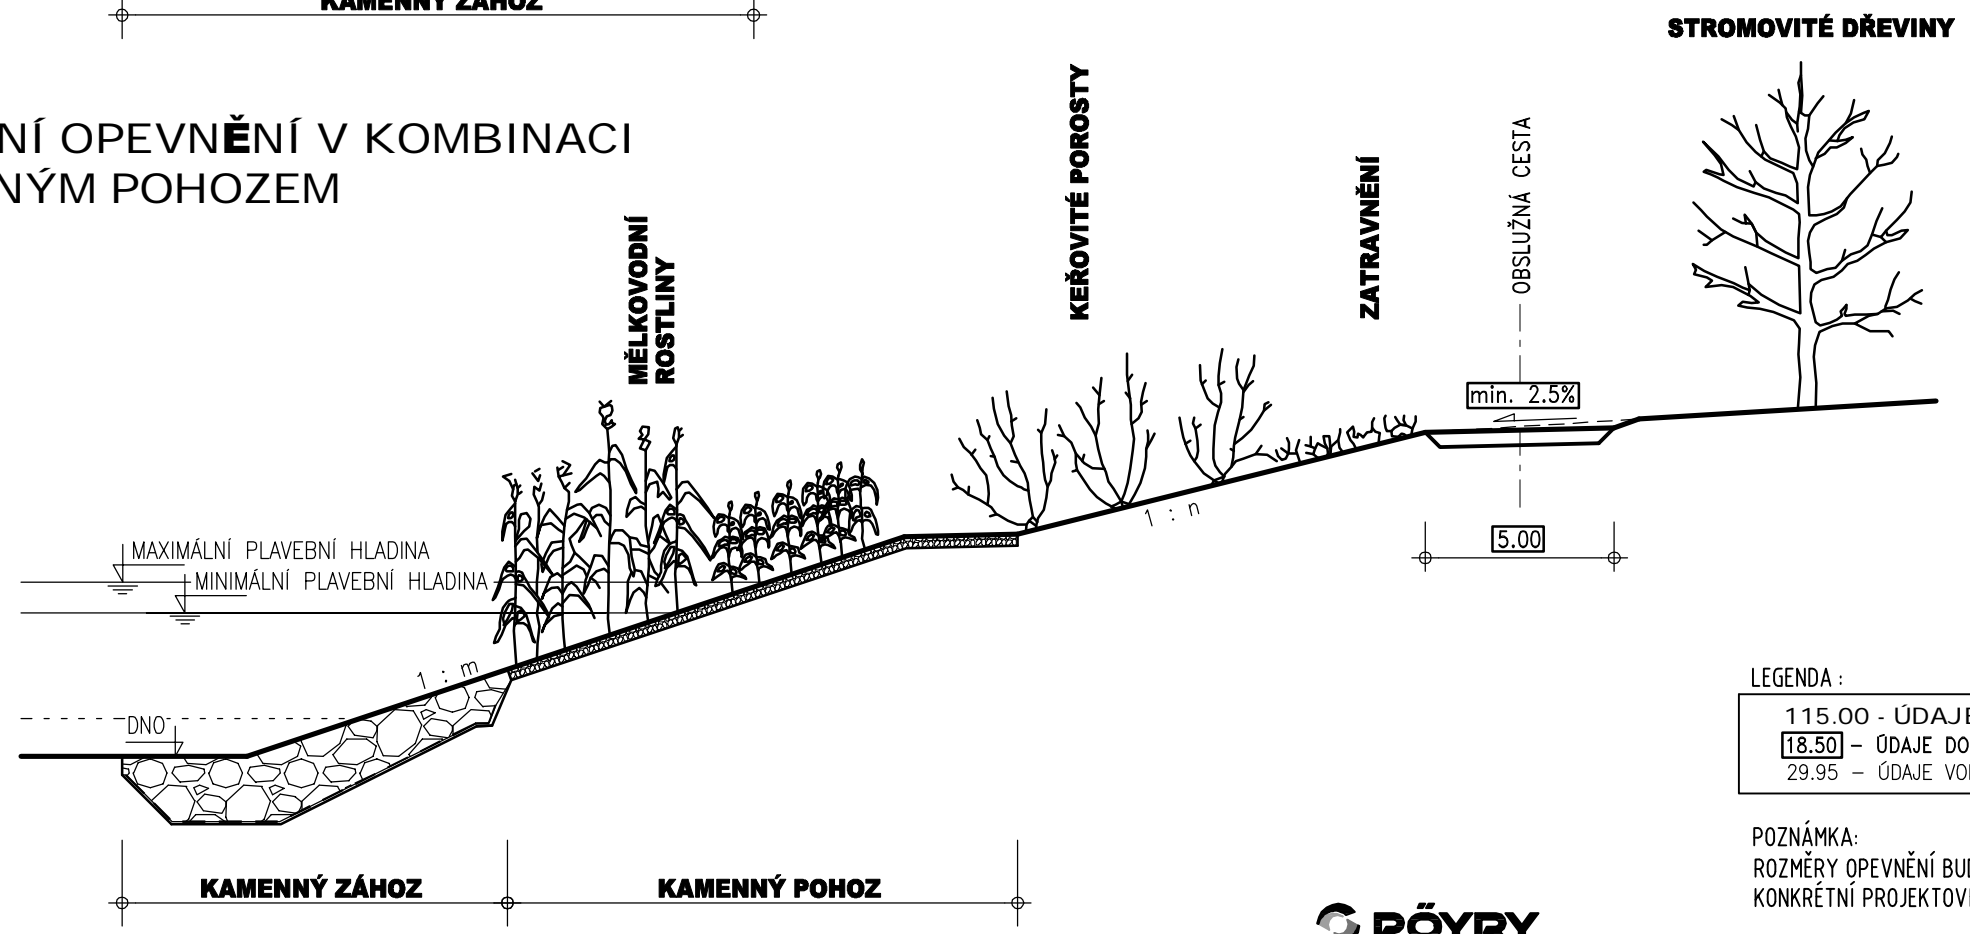 KAMENNÝ ZÁHOZ
STROMOVITÉ DŘEVINY
NÍ OPEVNĚNÍ V KOMBINACI
NÝM POHOZEM
MĚLKOVODNÍ
ROSTLINY
KEŘOVITÉ POROSTY
ZATRAVNĚNÍ
OBSLUŽNÁ CESTA
min. 2.5%
1 : n
5.00
MAXIMÁLNÍ PLAVEBNÍ HLADINA
MINIMÁLNÍ PLAVEBNÍ HLADINA
1 : m
DNO
LEGENDA :
115.00 - ÚDAJE
18.50 - ÚDAJE DO
29.95 - ÚDAJE VO
POZNÁMKA:
ROZMĚRY OPEVNĚNÍ BU
KONKRÉTNÍ PROJEKTOV
KAMENNÝ ZÁHOZ
KAMENNÝ POHOZ
PÖYRY